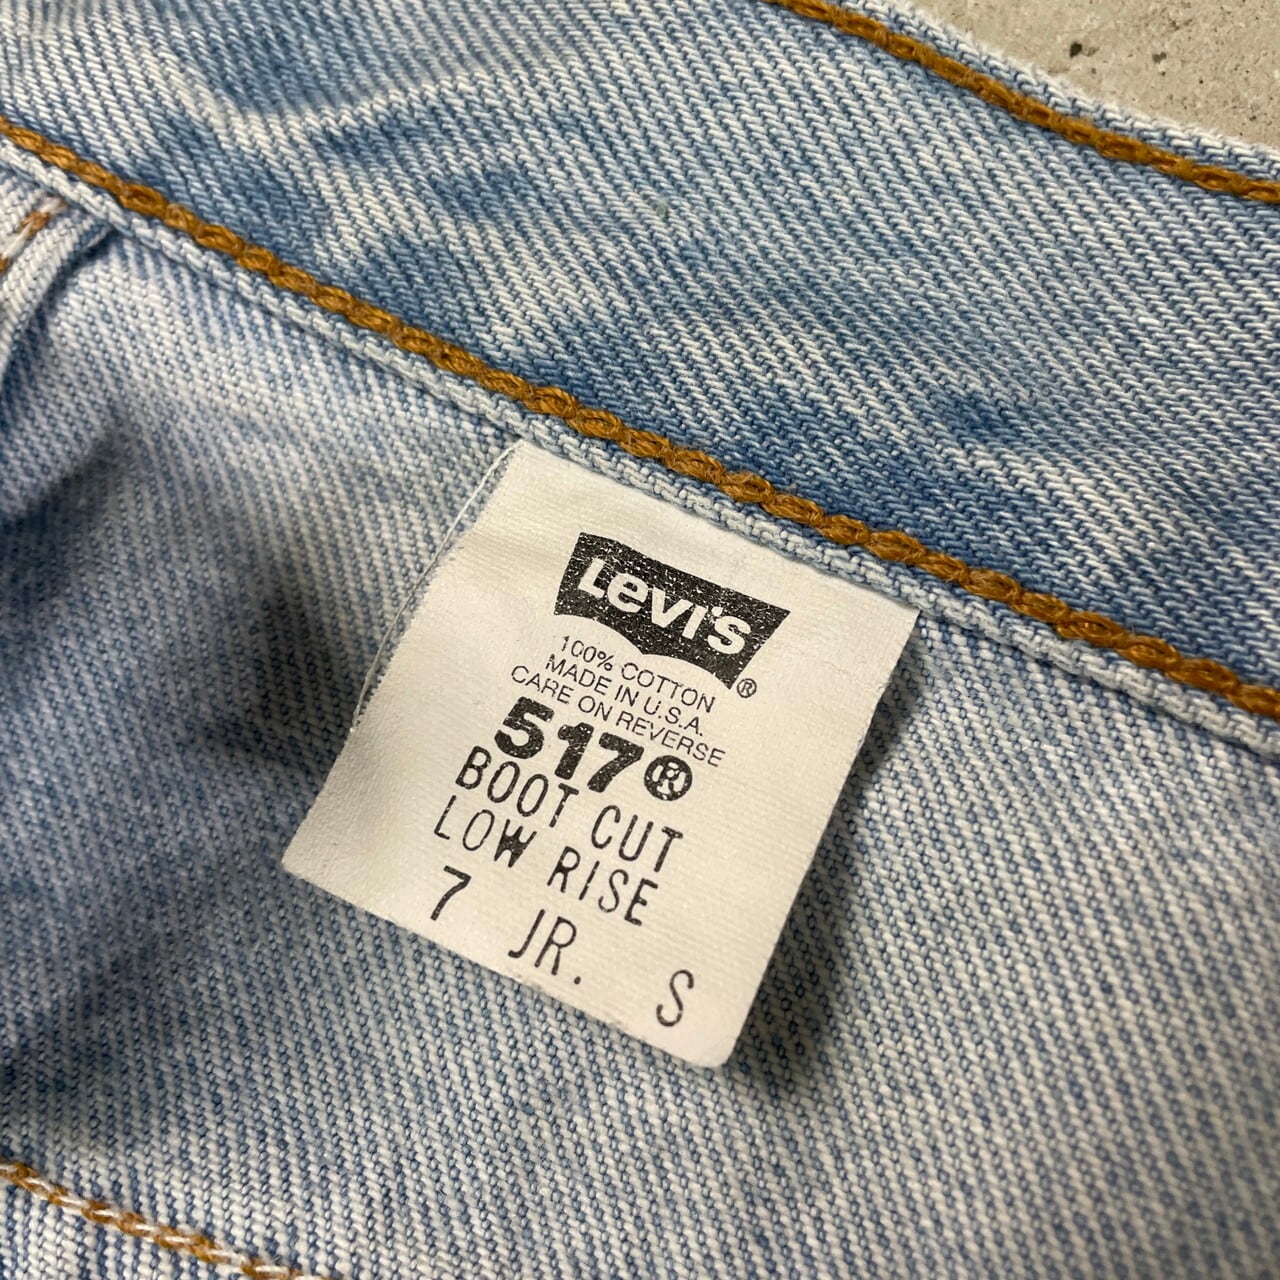 Levi's®
100% COTTON
MADE IN U.S.A.
CARE ON REVERSE
517®
BOOT CUT
LOW RISE
7 JR. S